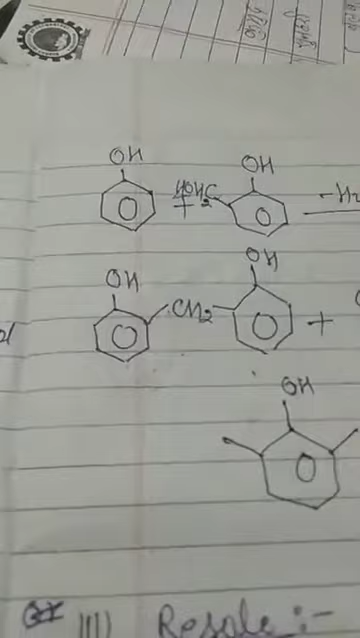 OH OH
+ HOH₂C -H₂
OH OH
CH₂ +
OH
III) Resole :-